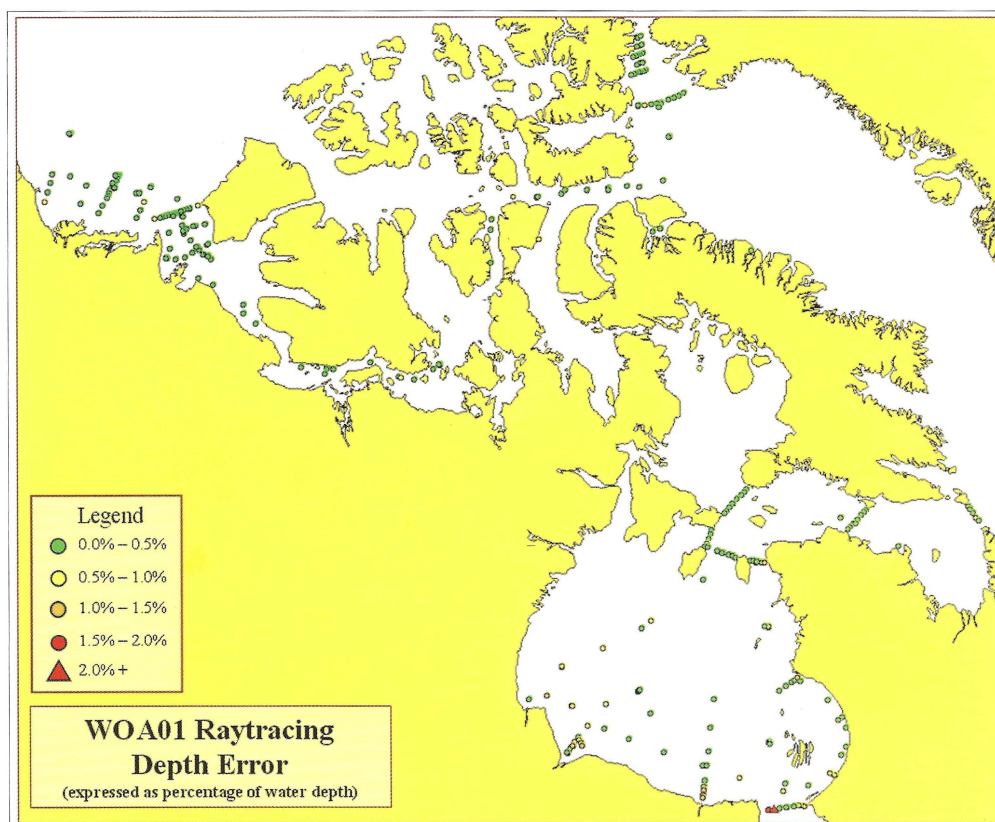 Legend
0.0% – 0.5%
0.5% – 1.0%
1.0% – 1.5%
1.5% – 2.0%
2.0% +
WOA01 Raytracing
Depth Error
(expressed as percentage of water depth)